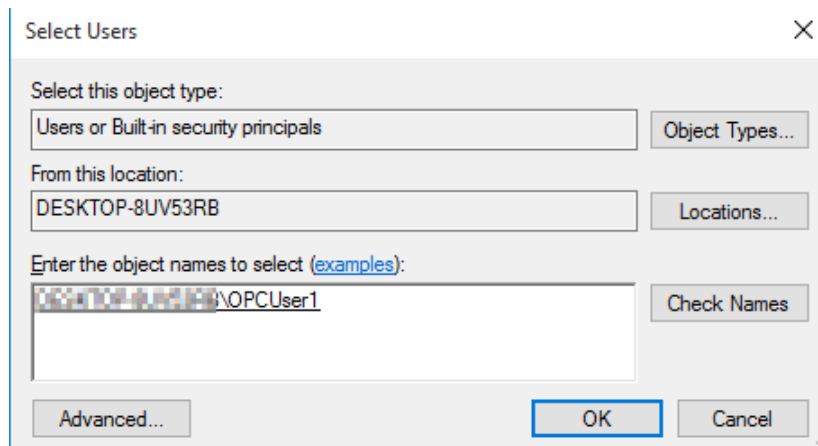 Select Users
Select this object type:
Users or Built-in security principals
Object Types...
From this location:
DESKTOP-8UV53RB
Locations...
Enter the object names to select (examples):
\OPCUser1
Check Names
Advanced...
OK
Cancel